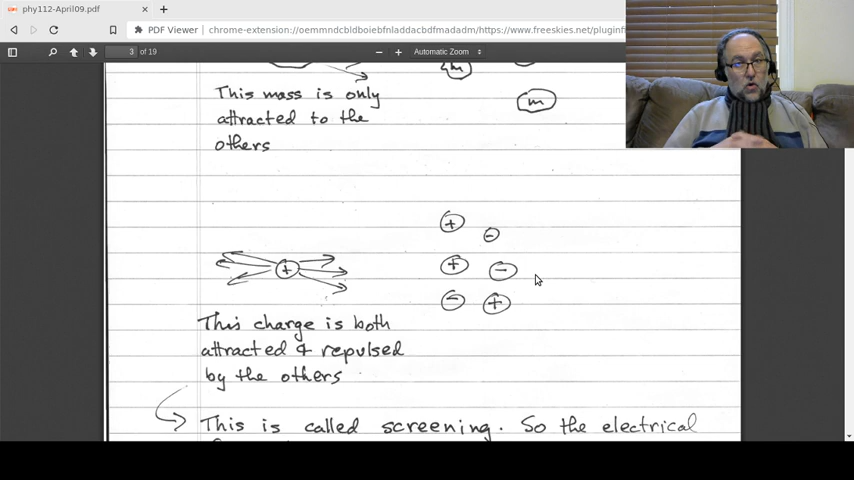 phy112-April09.pdf
PDF Viewer
chrome-extension://oemmndcbldboiebfnladdacbdfmadadm/https://www.freeskies.net/pluginfi
3 of 19
Automatic Zoom
m
This mass is only
attracted to the
others
m
+
-
+
+
-
-
+
This charge is both
attracted & repulsed
by the others
This is called screening. So the electrical